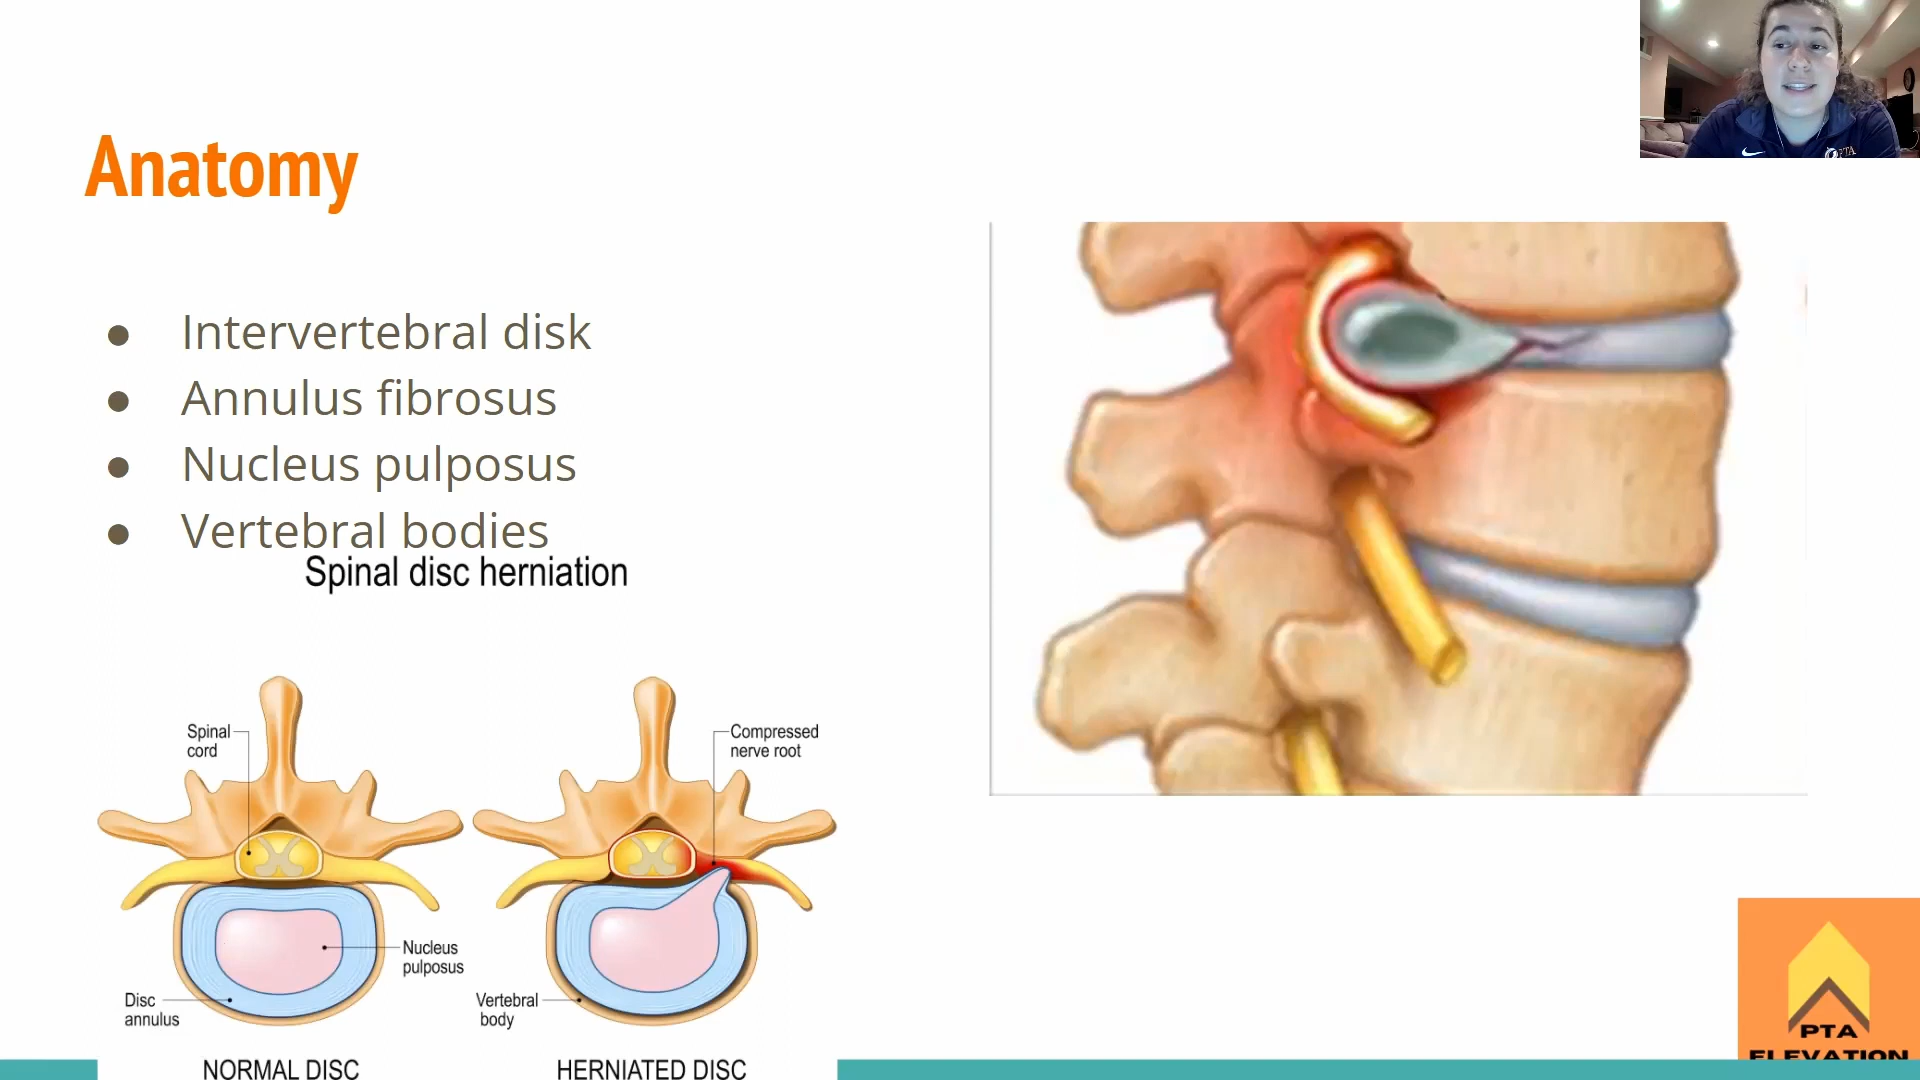 Anatomy
● Intervertebral disk
● Annulus fibrosus
● Nucleus pulposus
● Vertebral bodies
Spinal disc herniation
Spinal
cord
Compressed
nerve root
Nucleus
pulposus
Disc
annulus
Vertebral
body
NORMAL DISC
HERNIATED DISC
PTA
PTA
ELEVATION